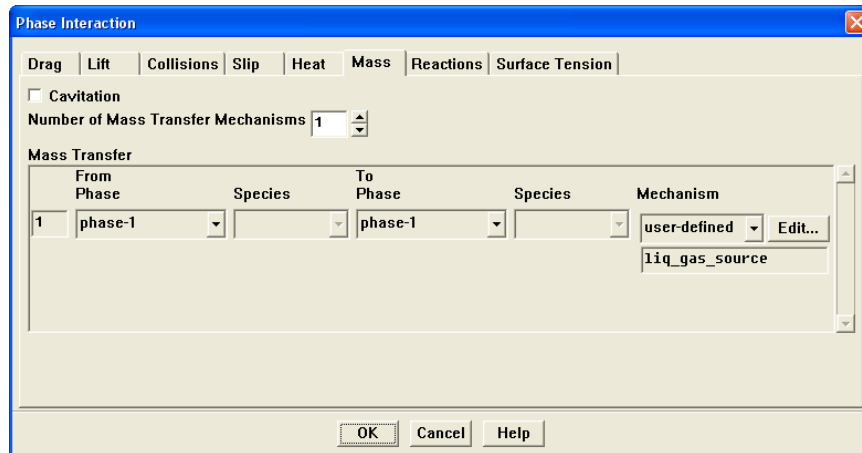 Phase Interaction
Drag Lift Collisions Slip Heat Mass Reactions Surface Tension
Cavitation
Number of Mass Transfer Mechanisms 1
Mass Transfer
From Phase Species To Phase Species Mechanism
1 phase-1 phase-1 user-defined Edit...
liq_gas_source
OK Cancel Help